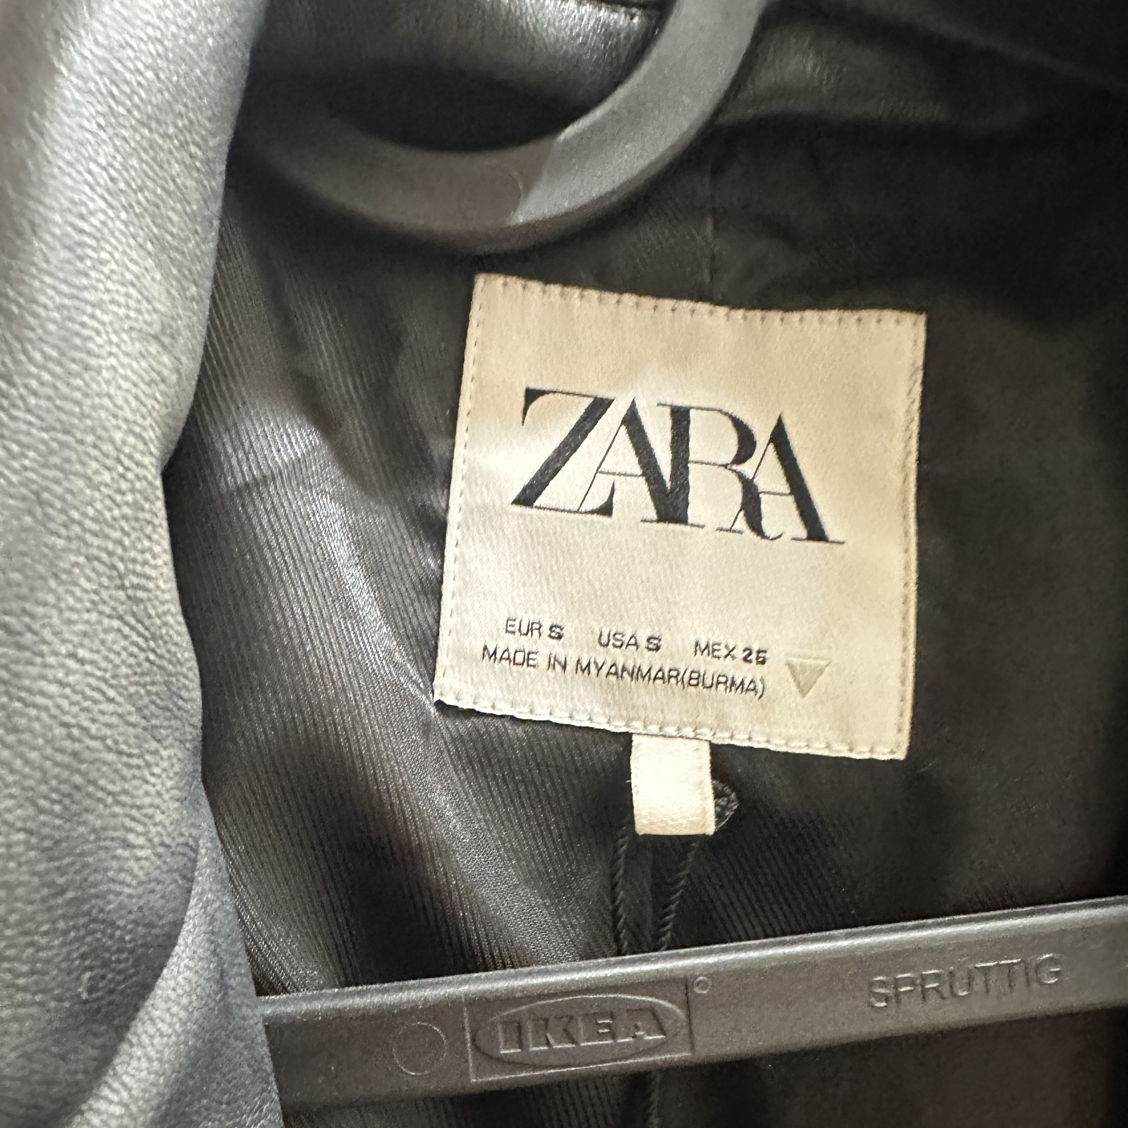 ZARA
EUR S USA S MEX 26
MADE IN MYANMAR(BURMA)
SPRUTTIG
IKEA